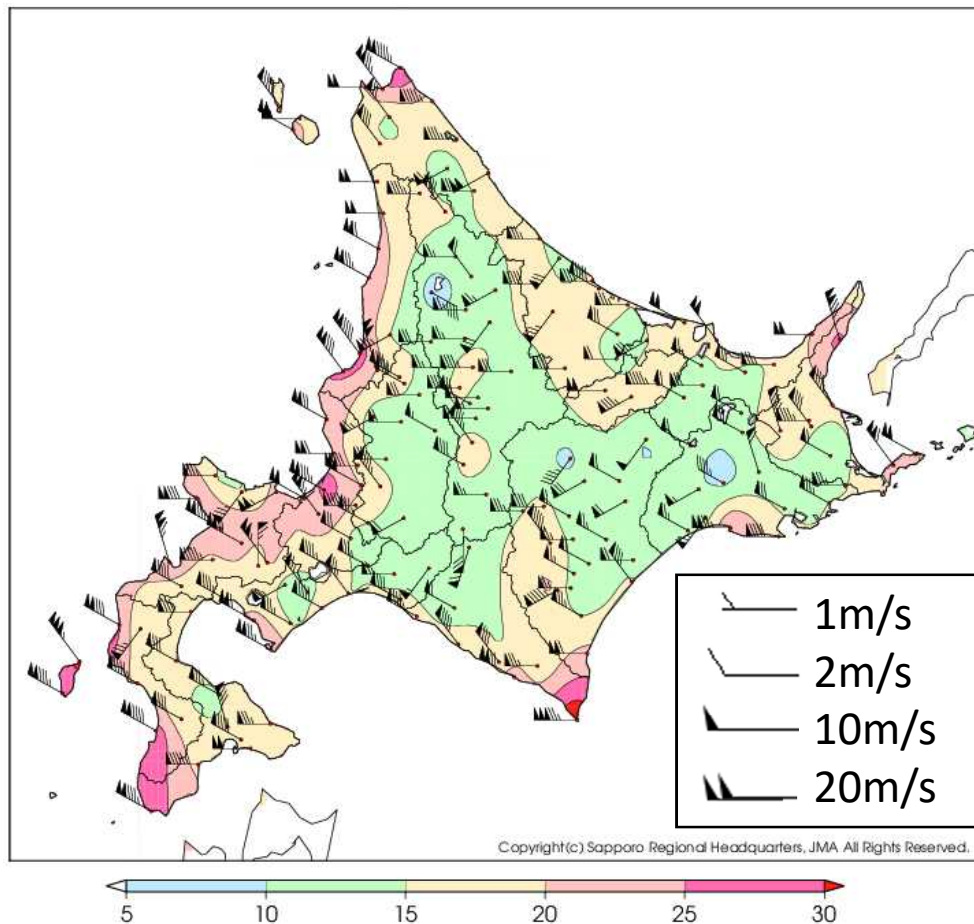 1m/s
2m/s
10m/s
20m/s
Copyright(c) Sapporo Regional Headquarters, JMA All Rights Reserved.
5 10 15 20 25 30